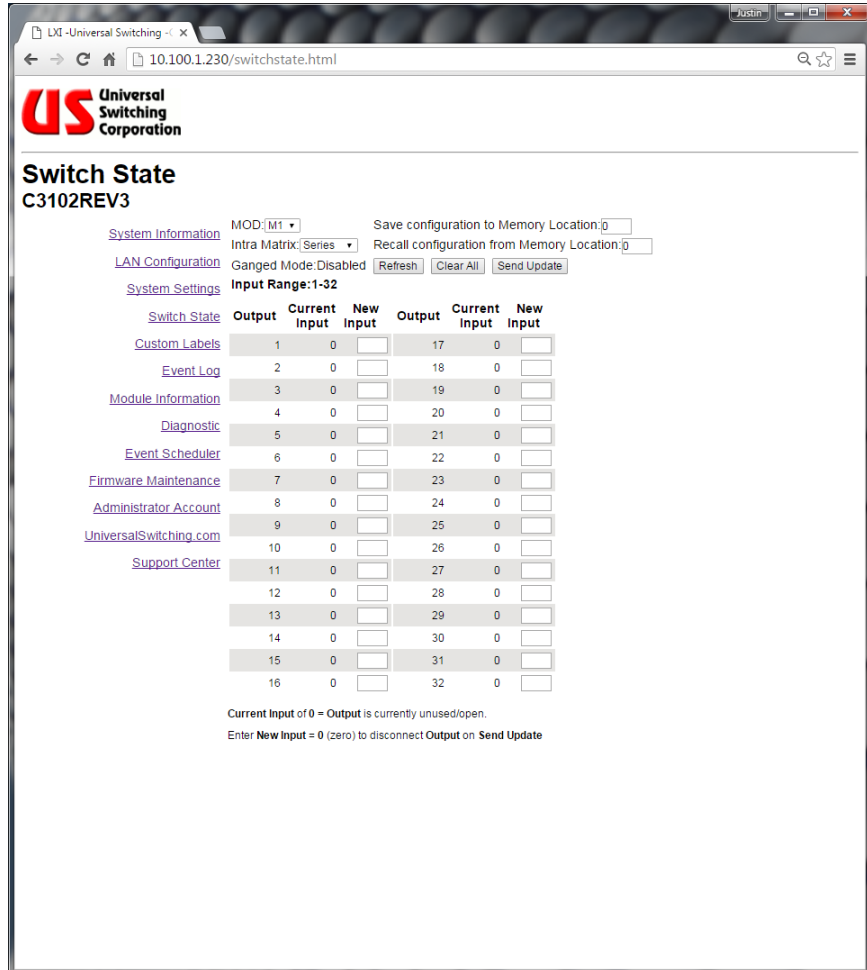 Justin
LXI -Universal Switching -
10.100.1.230/switchstate.html
US Universal
Switching
Corporation
Switch State
C3102REV3
System Information
LAN Configuration
System Settings
Switch State
Custom Labels
Event Log
Module Information
Diagnostic
Event Scheduler
Firmware Maintenance
Administrator Account
UniversalSwitching.com
Support Center
MOD: M1 Save configuration to Memory Location: 0
Intra Matrix: Series Recall configuration from Memory Location: 0
Ganged Mode:Disabled Refresh Clear All Send Update
Input Range:1-32
Output Current Input New Input Output Current Input New Input
1 0 17 0
2 0 18 0
3 0 19 0
4 0 20 0
5 0 21 0
6 0 22 0
7 0 23 0
8 0 24 0
9 0 25 0
10 0 26 0
11 0 27 0
12 0 28 0
13 0 29 0
14 0 30 0
15 0 31 0
16 0 32 0
Current Input of 0 = Output is currently unused/open.
Enter New Input = 0 (zero) to disconnect Output on Send Update